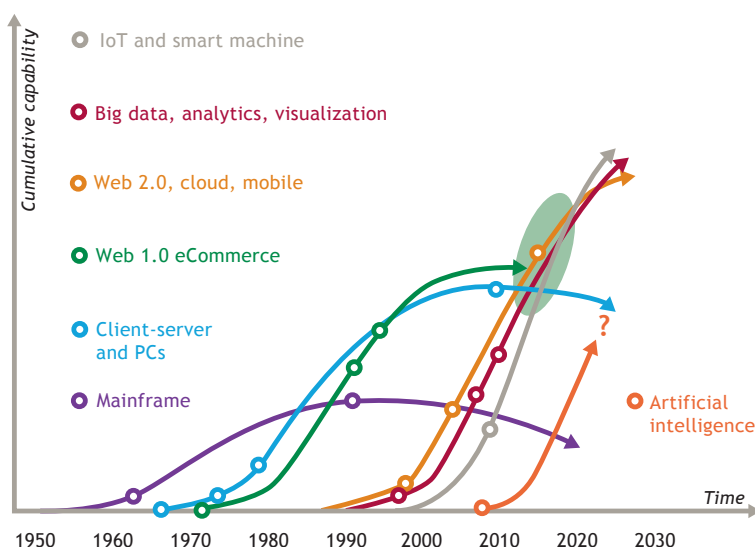 Cumulative capability
IoT and smart machine
Big data, analytics, visualization
Web 2.0, cloud, mobile
Web 1.0 eCommerce
Client-server
and PCs
?
Mainframe
Artificial
intelligence
Time
1950 1960 1970 1980 1990 2000 2010 2020 2030